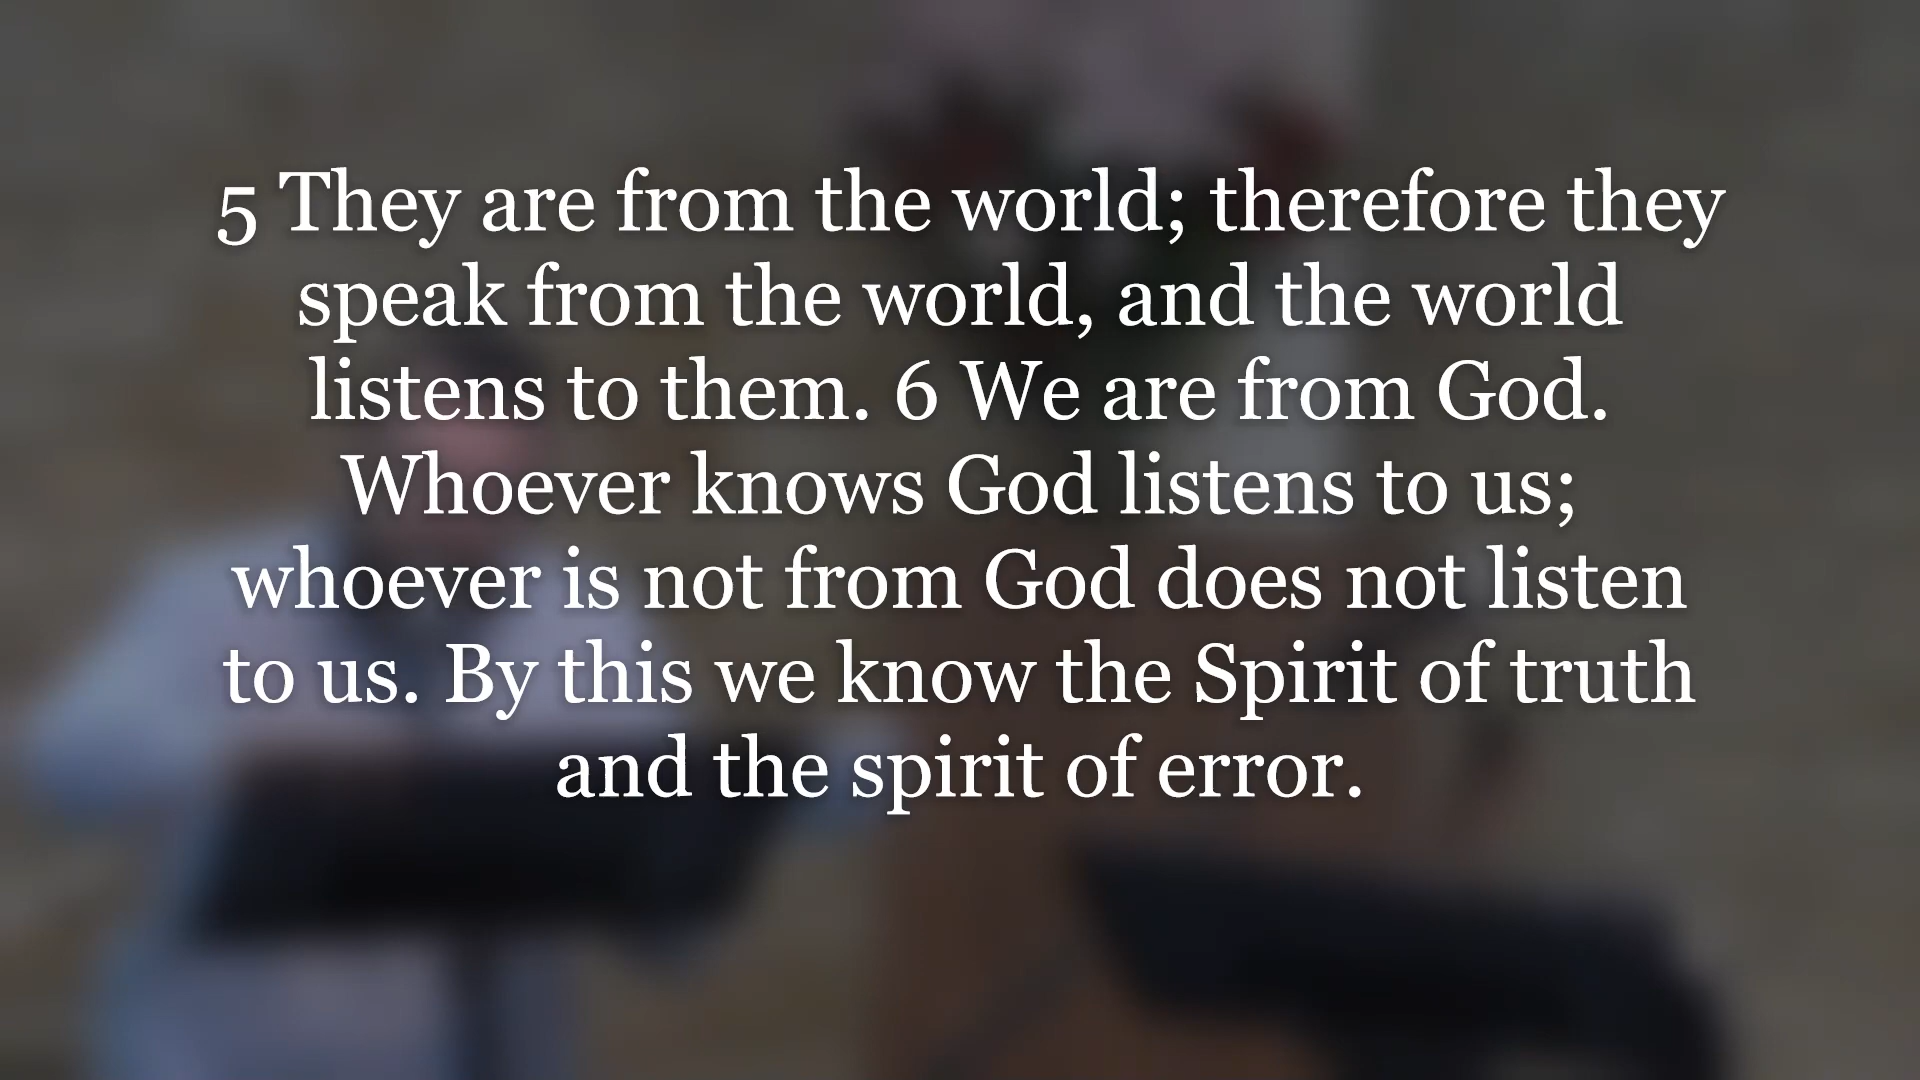 5 They are from the world; therefore they
speak from the world, and the world
listens to them. 6 We are from God.
Whoever knows God listens to us;
whoever is not from God does not listen
to us. By this we know the Spirit of truth
and the spirit of error.